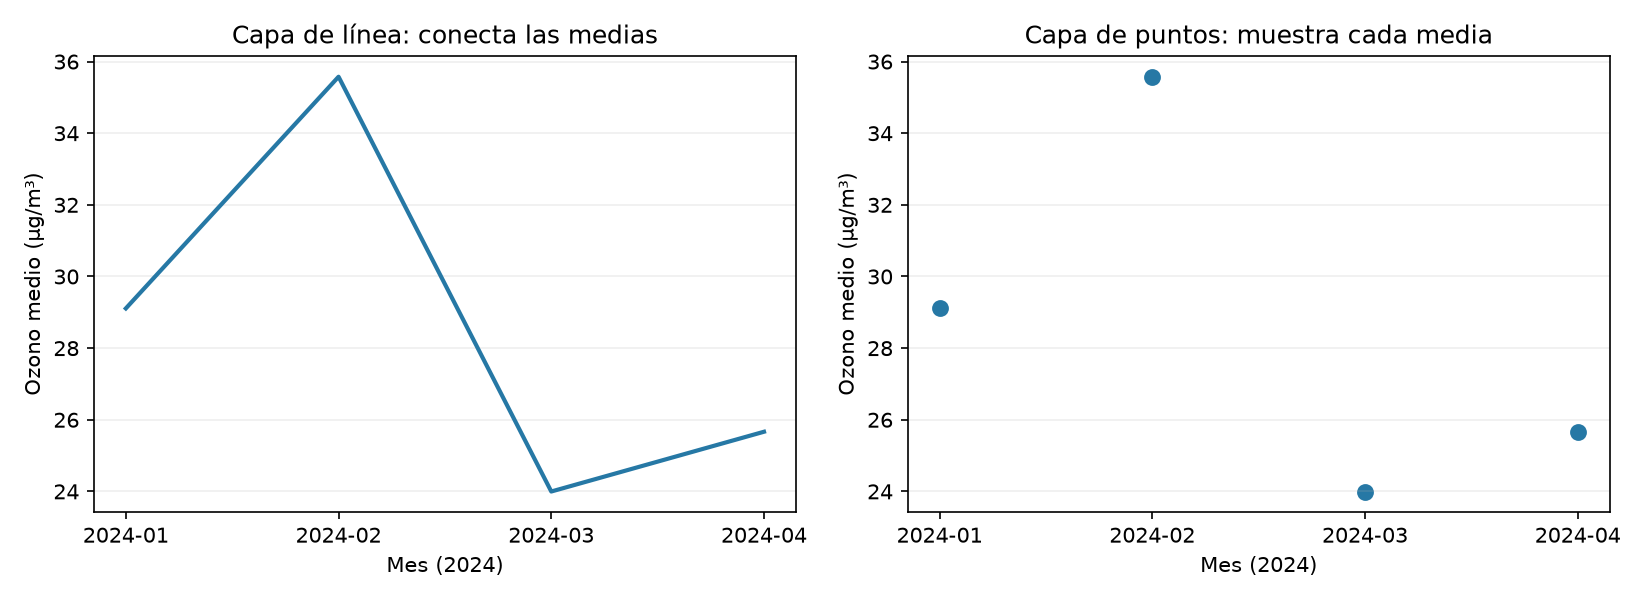 Capa de línea: conecta las medias
36
34
32
30
28
26
24
Ozono medio (µg/m³)
2024-01 2024-02 2024-03 2024-04
Mes (2024)
Capa de puntos: muestra cada media
36
34
32
30
28
26
24
Ozono medio (µg/m³)
2024-01 2024-02 2024-03 2024-04
Mes (2024)